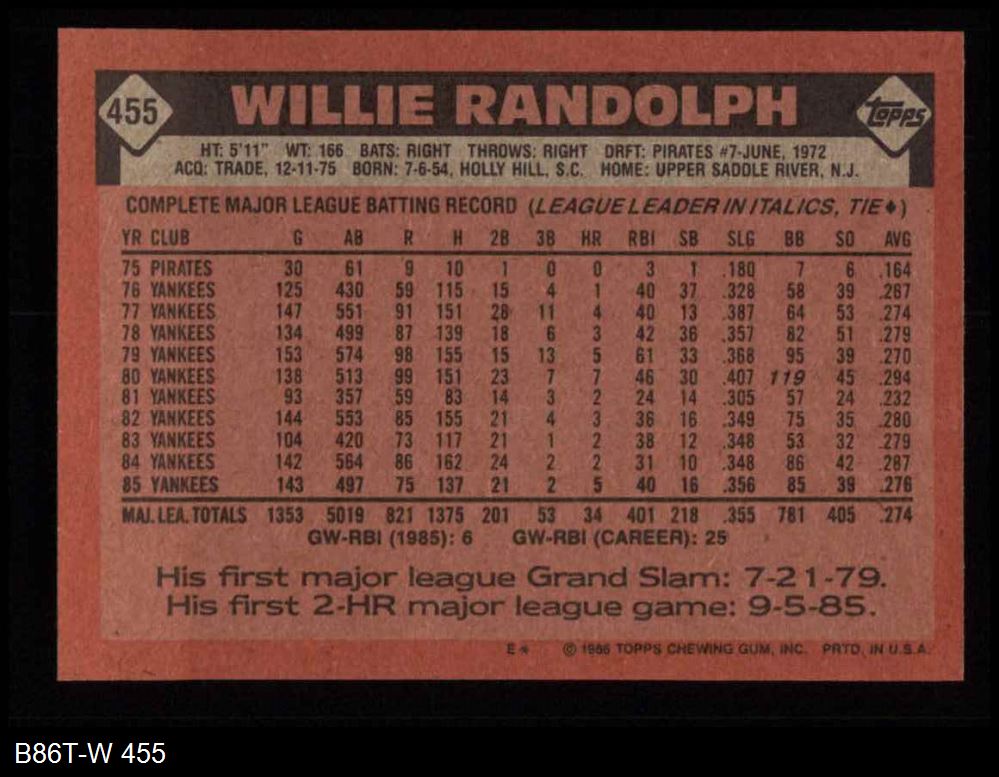 455 WILLIE RANDOLPH Topps
HT: 5'11" WT: 166 BATS: RIGHT THROWS: RIGHT DRFT: PIRATES #7-JUNE, 1972
ACQ: TRADE, 12-11-75 BORN: 7-6-54, HOLLY HILL, S.C. HOME: UPPER SADDLE RIVER, N.J.
COMPLETE MAJOR LEAGUE BATTING RECORD (LEAGUE LEADER IN ITALICS, TIE♦)
YR CLUB G AB R H 2B 3B HR RBI SB SLG BB SO AVG
75 PIRATES 30 61 9 10 1 0 0 3 1 .180 7 6 .164
76 YANKEES 125 430 59 115 15 4 1 40 37 .328 58 39 .267
77 YANKEES 147 551 91 151 28 11 4 40 13 .387 64 53 .274
78 YANKEES 134 499 87 139 18 6 3 42 36 .357 82 51 .279
79 YANKEES 153 574 98 155 15 13 5 61 33 .368 95 39 .270
80 YANKEES 138 513 99 151 23 7 7 46 30 .407 119 45 .294
81 YANKEES 93 357 59 83 14 3 2 24 14 .305 57 24 .232
82 YANKEES 144 553 85 155 21 4 3 36 16 .349 75 35 .280
83 YANKEES 104 420 73 117 21 1 2 38 12 .348 53 32 .279
84 YANKEES 142 564 86 162 24 2 2 31 10 .348 86 42 .287
85 YANKEES 143 497 75 137 21 2 5 40 16 .356 85 39 .276
MAJ. LEA. TOTALS 1353 5019 821 1375 201 53 34 401 218 .355 781 405 .274
GW-RBI (1985): 6 GW-RBI (CAREER): 25
His first major league Grand Slam: 7-21-79.
His first 2-HR major league game: 9-5-85.
E* © 1986 TOPPS CHEWING GUM, INC. PRTD. IN U.S.A.
B86T-W 455